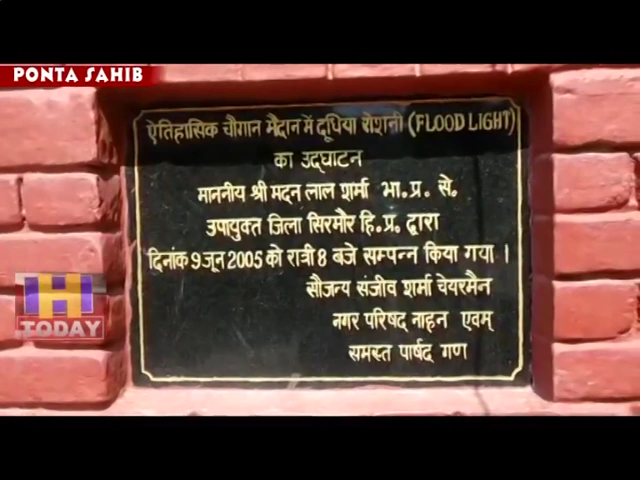 PONTA SAHIB
ऐतिहासिक चौगान मैदान में दूधिया रोशनी (FLOOD LIGHT)
का उद्घाटन
माननीय श्री मदन लाल शर्मा भा.प्र.से.
उपायुक्त जिला सिरमौर हि.प्र. द्वारा
दिनांक 9 जून 2005 को रात्री 8 बजे सम्पन्न किया गया ।
सौजन्य संजीव शर्मा चेयरमैन
नगर परिषद नाहन एवम्
समस्त पार्षद गण
H
TODAY